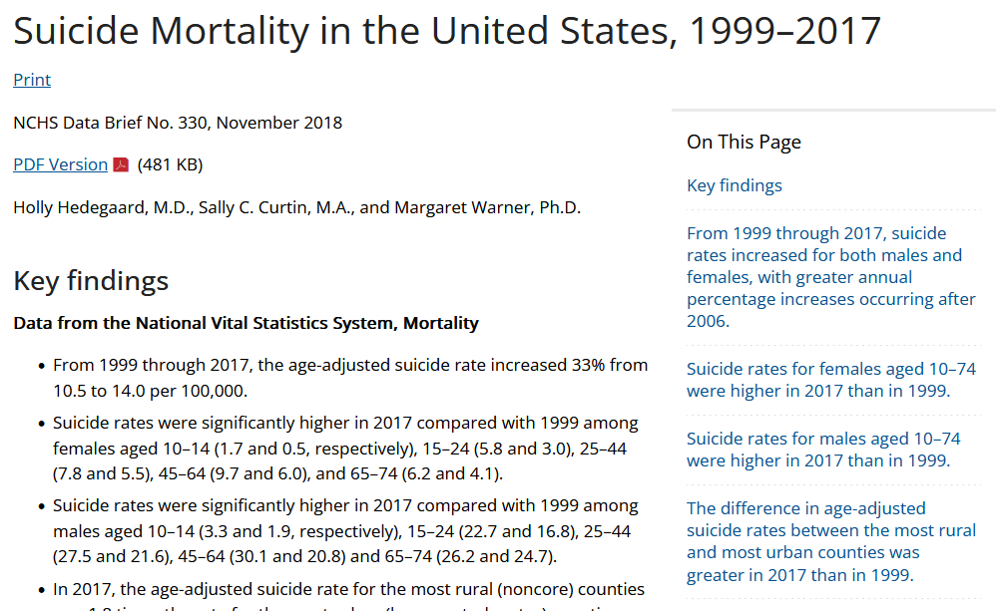 Suicide Mortality in the United States, 1999–2017
Print
NCHS Data Brief No. 330, November 2018
PDF Version (481 KB)
Holly Hedegaard, M.D., Sally C. Curtin, M.A., and Margaret Warner, Ph.D.
Key findings
Data from the National Vital Statistics System, Mortality
• From 1999 through 2017, the age-adjusted suicide rate increased 33% from
10.5 to 14.0 per 100,000.
• Suicide rates were significantly higher in 2017 compared with 1999 among
females aged 10–14 (1.7 and 0.5, respectively), 15–24 (5.8 and 3.0), 25–44
(7.8 and 5.5), 45–64 (9.7 and 6.0), and 65–74 (6.2 and 4.1).
• Suicide rates were significantly higher in 2017 compared with 1999 among
males aged 10–14 (3.3 and 1.9, respectively), 15–24 (22.7 and 16.8), 25–44
(27.5 and 21.6), 45–64 (30.1 and 20.8) and 65–74 (26.2 and 24.7).
• In 2017, the age-adjusted suicide rate for the most rural (noncore) counties
On This Page
Key findings
From 1999 through 2017, suicide
rates increased for both males and
females, with greater annual
percentage increases occurring after
2006.
Suicide rates for females aged 10–74
were higher in 2017 than in 1999.
Suicide rates for males aged 10–74
were higher in 2017 than in 1999.
The difference in age-adjusted
suicide rates between the most rural
and most urban counties was
greater in 2017 than in 1999.